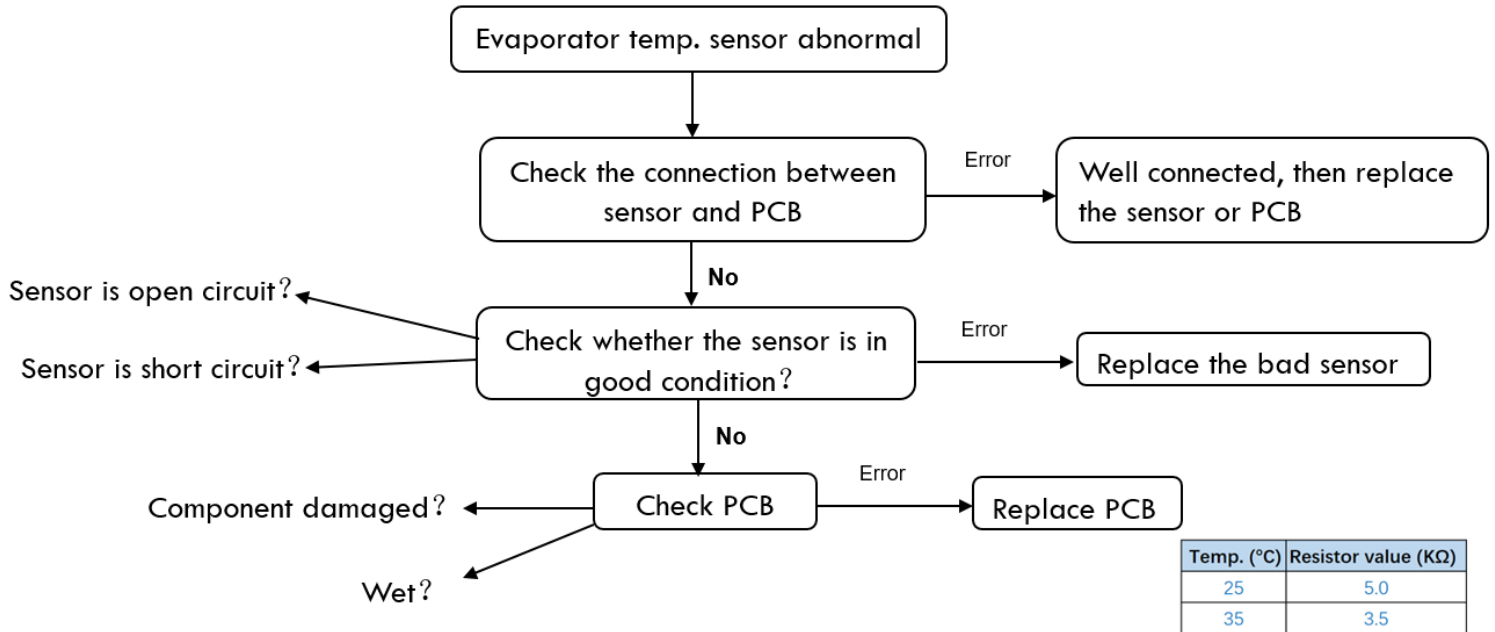 Evaporator temp. sensor abnormal
Check the connection between
sensor and PCB
Error
Well connected, then replace
the sensor or PCB
No
Sensor is open circuit？
Sensor is short circuit？
Check whether the sensor is in
good condition？
Error
Replace the bad sensor
No
Component damaged？
Wet？
Check PCB
Error
Replace PCB
Temp. (°C) Resistor value (KΩ)
25 5.0
35 3.5